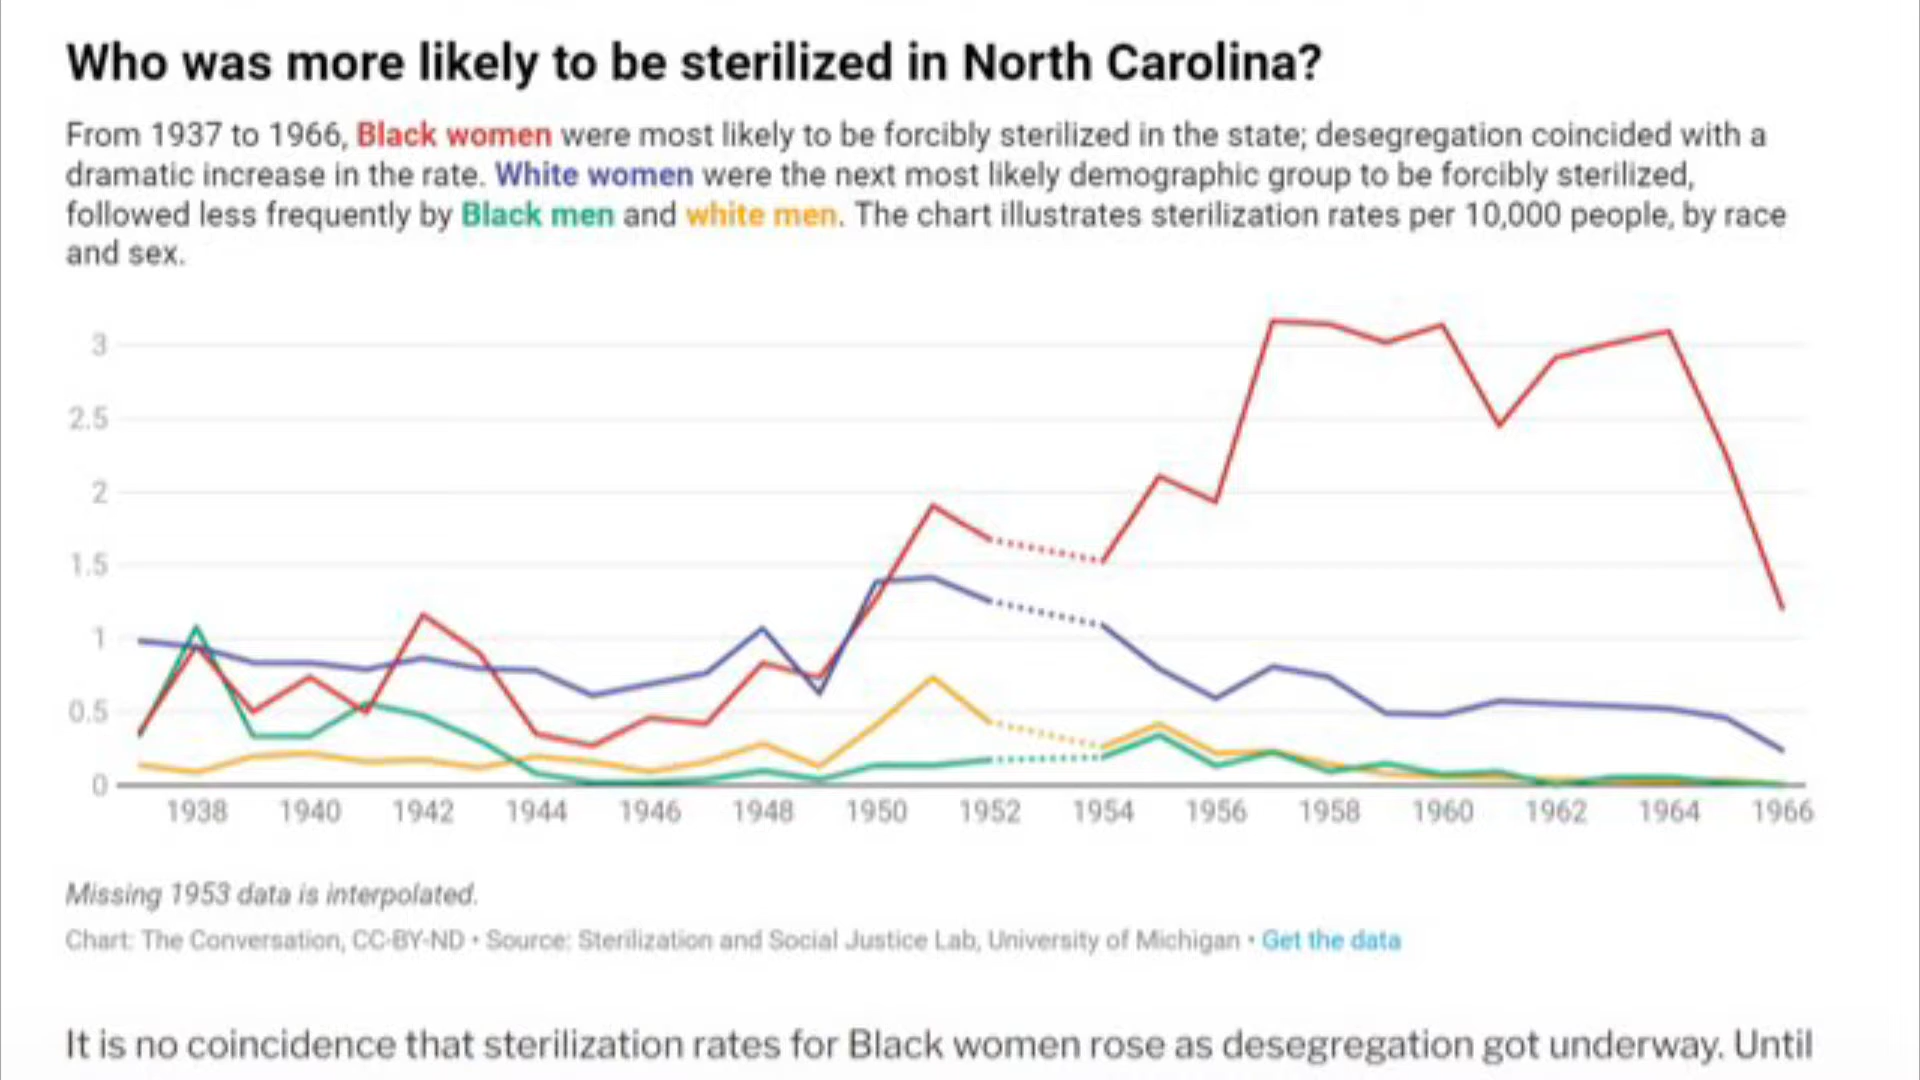 Who was more likely to be sterilized in North Carolina?
From 1937 to 1966, Black women were most likely to be forcibly sterilized in the state; desegregation coincided with a
dramatic increase in the rate. White women were the next most likely demographic group to be forcibly sterilized,
followed less frequently by Black men and white men. The chart illustrates sterilization rates per 10,000 people, by race
and sex.
3
2.5
2
1.5
1
0.5
0
1938 1940 1942 1944 1946 1948 1950 1952 1954 1956 1958 1960 1962 1964 1966
Missing 1953 data is interpolated.
Chart: The Conversation, CC-BY-ND • Source: Sterilization and Social Justice Lab, University of Michigan • Get the data
It is no coincidence that sterilization rates for Black women rose as desegregation got underway. Until